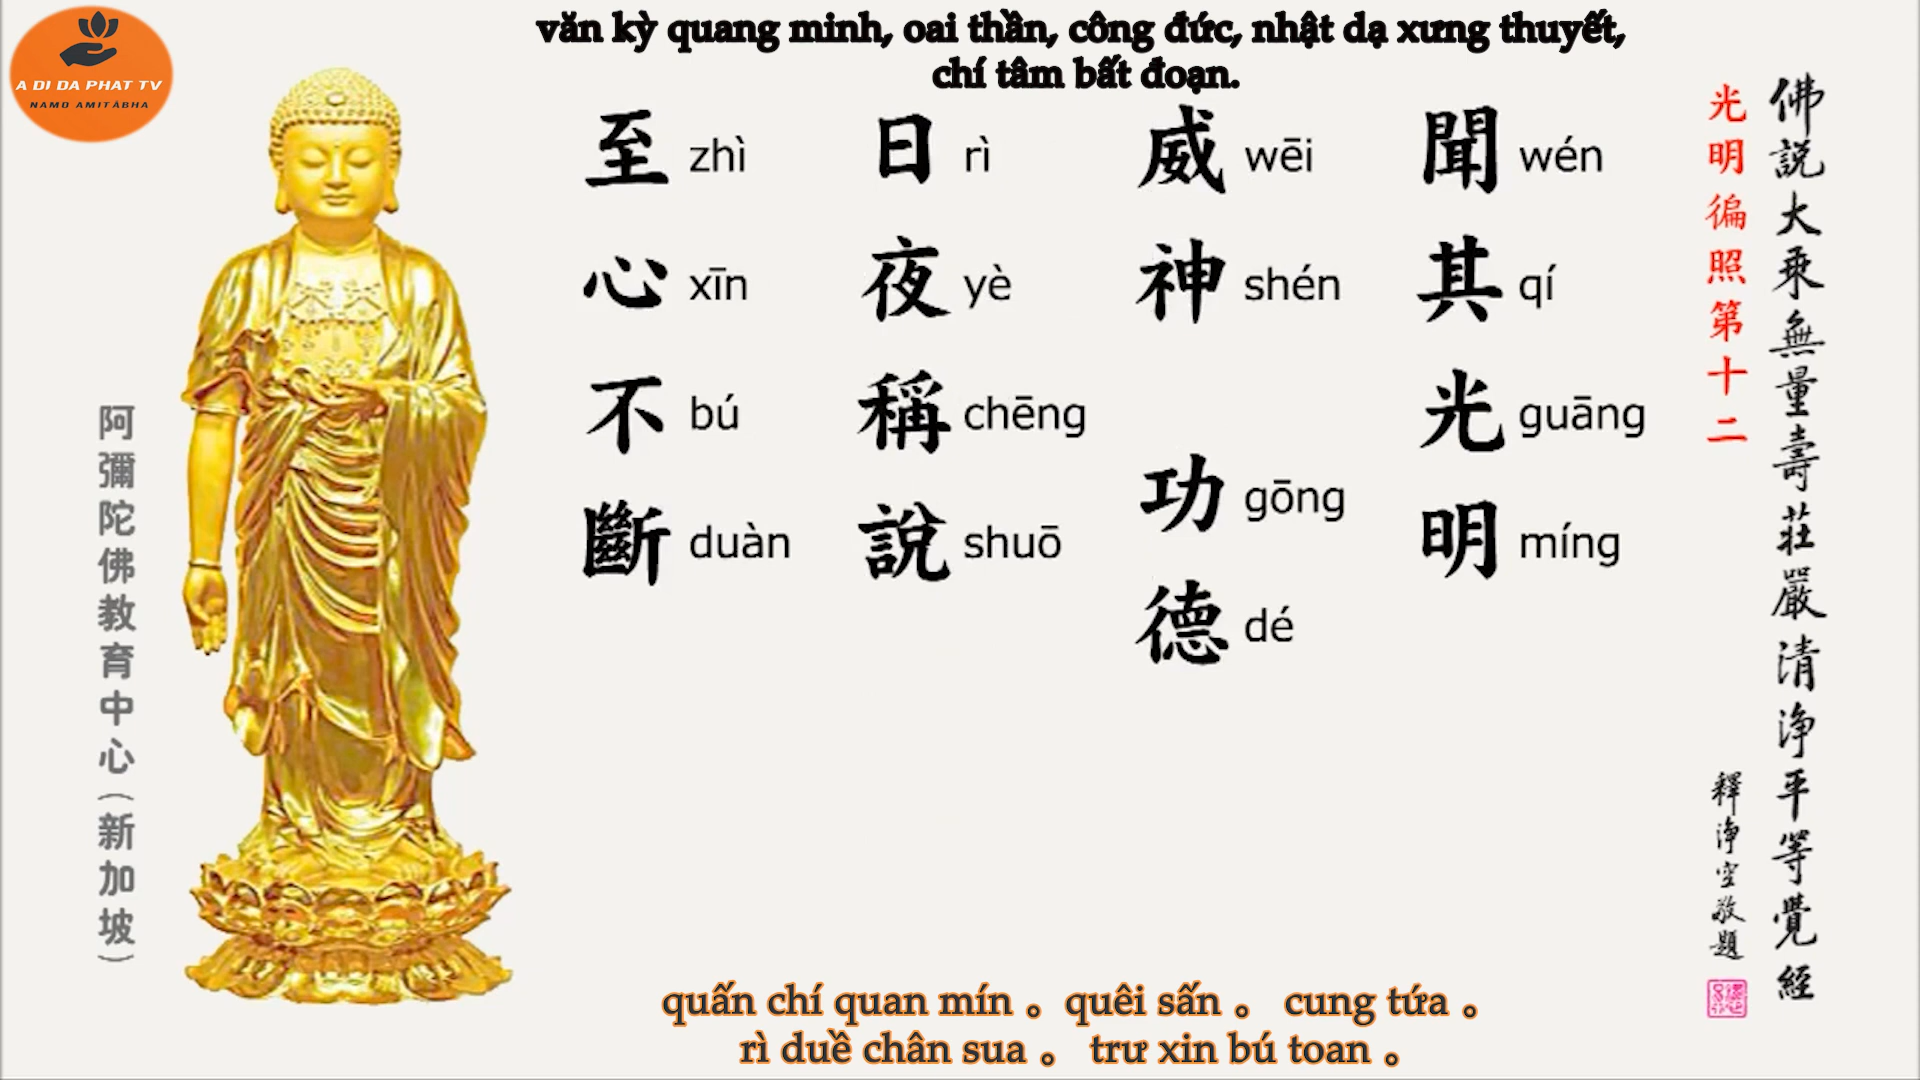 A DI DA PHAT TV
NAMO AMITÀBHA
văn kỳ quang minh, oai thần, công đức, nhật dạ xưng thuyết,
chí tâm bất đoạn.
佛説大乘無量壽莊嚴清淨平等覺經
光明徧照第十二
釋淨空敬題
聞 wén
其 qí
光 guāng
明 míng
威 wēi
神 shén
功 gōng
德 dé
日 rì
夜 yè
稱 chēng
說 shuō
至 zhì
心 xīn
不 bú
斷 duàn
阿彌陀佛教育中心(新加坡)
quấn chí quan mín 。quêi sấn 。 cung tứa 。
rì duề chân sua 。 trư xin bú toan 。